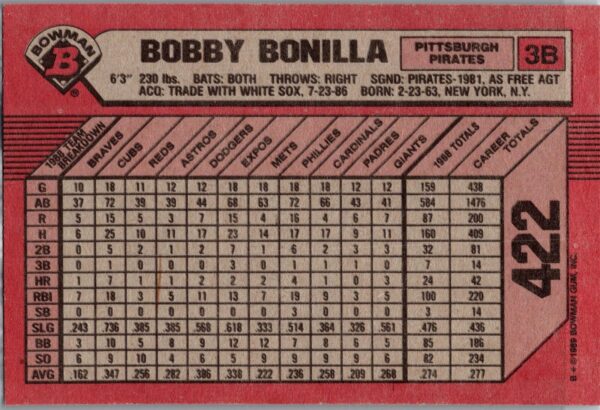 BOWMAN
B
®
BOBBY BONILLA
PITTSBURGH
PIRATES
3B
6'3" 230 lbs. BATS: BOTH THROWS: RIGHT SGND: PIRATES-1981, AS FREE AGT
ACQ: TRADE WITH WHITE SOX, 7-23-86 BORN: 2-23-63, NEW YORK, N.Y.
1988 TEAM BREAKDOWN BRAVES CUBS REDS ASTROS DODGERS EXPOS METS PHILLIES CARDINALS PADRES GIANTS 1988 TOTALS CAREER TOTALS
G 10 18 11 12 12 18 18 18 18 12 12 159 438
AB 37 72 39 39 44 68 63 72 66 43 41 584 1476
R 5 15 5 3 7 15 4 16 4 6 7 87 200
H 6 25 10 11 17 23 14 17 17 11 9 160 409
2B 0 5 2 1 2 7 1 6 2 3 3 32 81
3B 0 1 0 0 0 3 0 1 1 0 1 7 14
HR 1 7 1 1 2 2 2 4 1 0 3 24 42
RBI 7 18 3 5 11 13 7 19 9 3 5 100 220
SB 0 0 0 0 0 0 0 3 0 0 0 3 14
SLG .243 .736 .385 .385 .568 .618 .333 .514 .364 .326 .561 .476 .436
BB 3 10 5 8 9 12 12 7 8 6 5 85 186
SO 6 9 10 4 6 5 9 9 9 9 6 82 234
AVG .162 .347 .256 .282 .386 .338 .222 .236 .258 .256 .220 .274 .277
422
B + ©1989 BOWMAN GUM, INC.